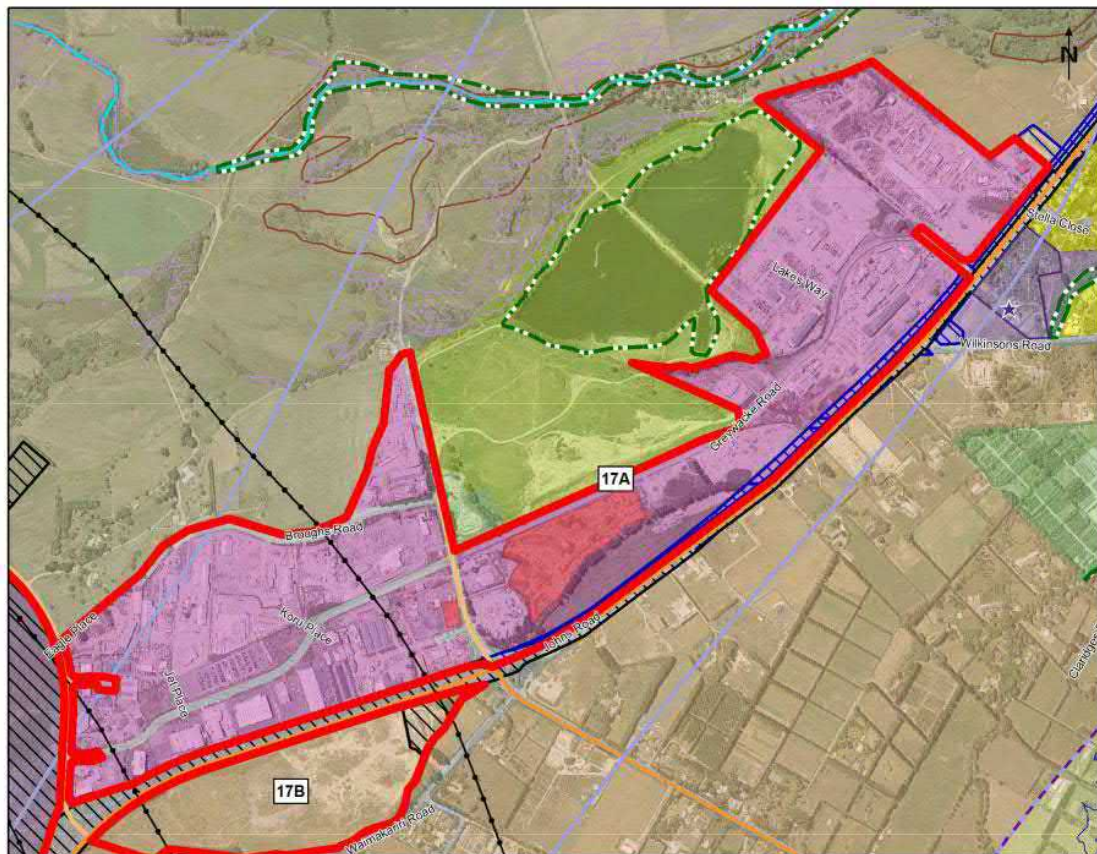 N
Stella Close
Lakes Way
Wilkinsons Road
Greywacke Road
17A
Broughs Road
Koru Place
Johns Road
Eagle Place
Jet Place
17B
Waimakariri Road